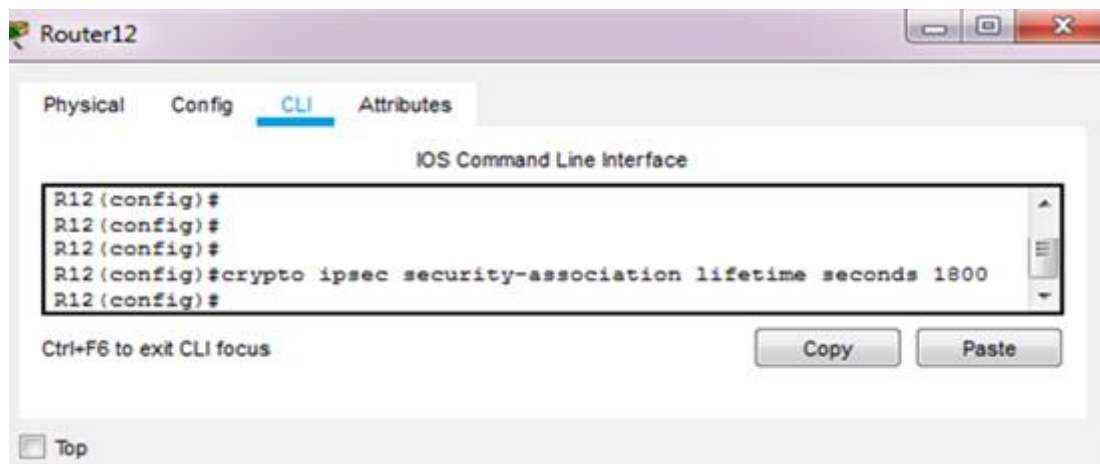 Router12
Physical Config CLI Attributes
IOS Command Line Interface
R12(config)#
R12(config)#
R12(config)#
R12(config)#crypto ipsec security-association lifetime seconds 1800
R12(config)#
Ctrl+F6 to exit CLI focus
Copy Paste
Top